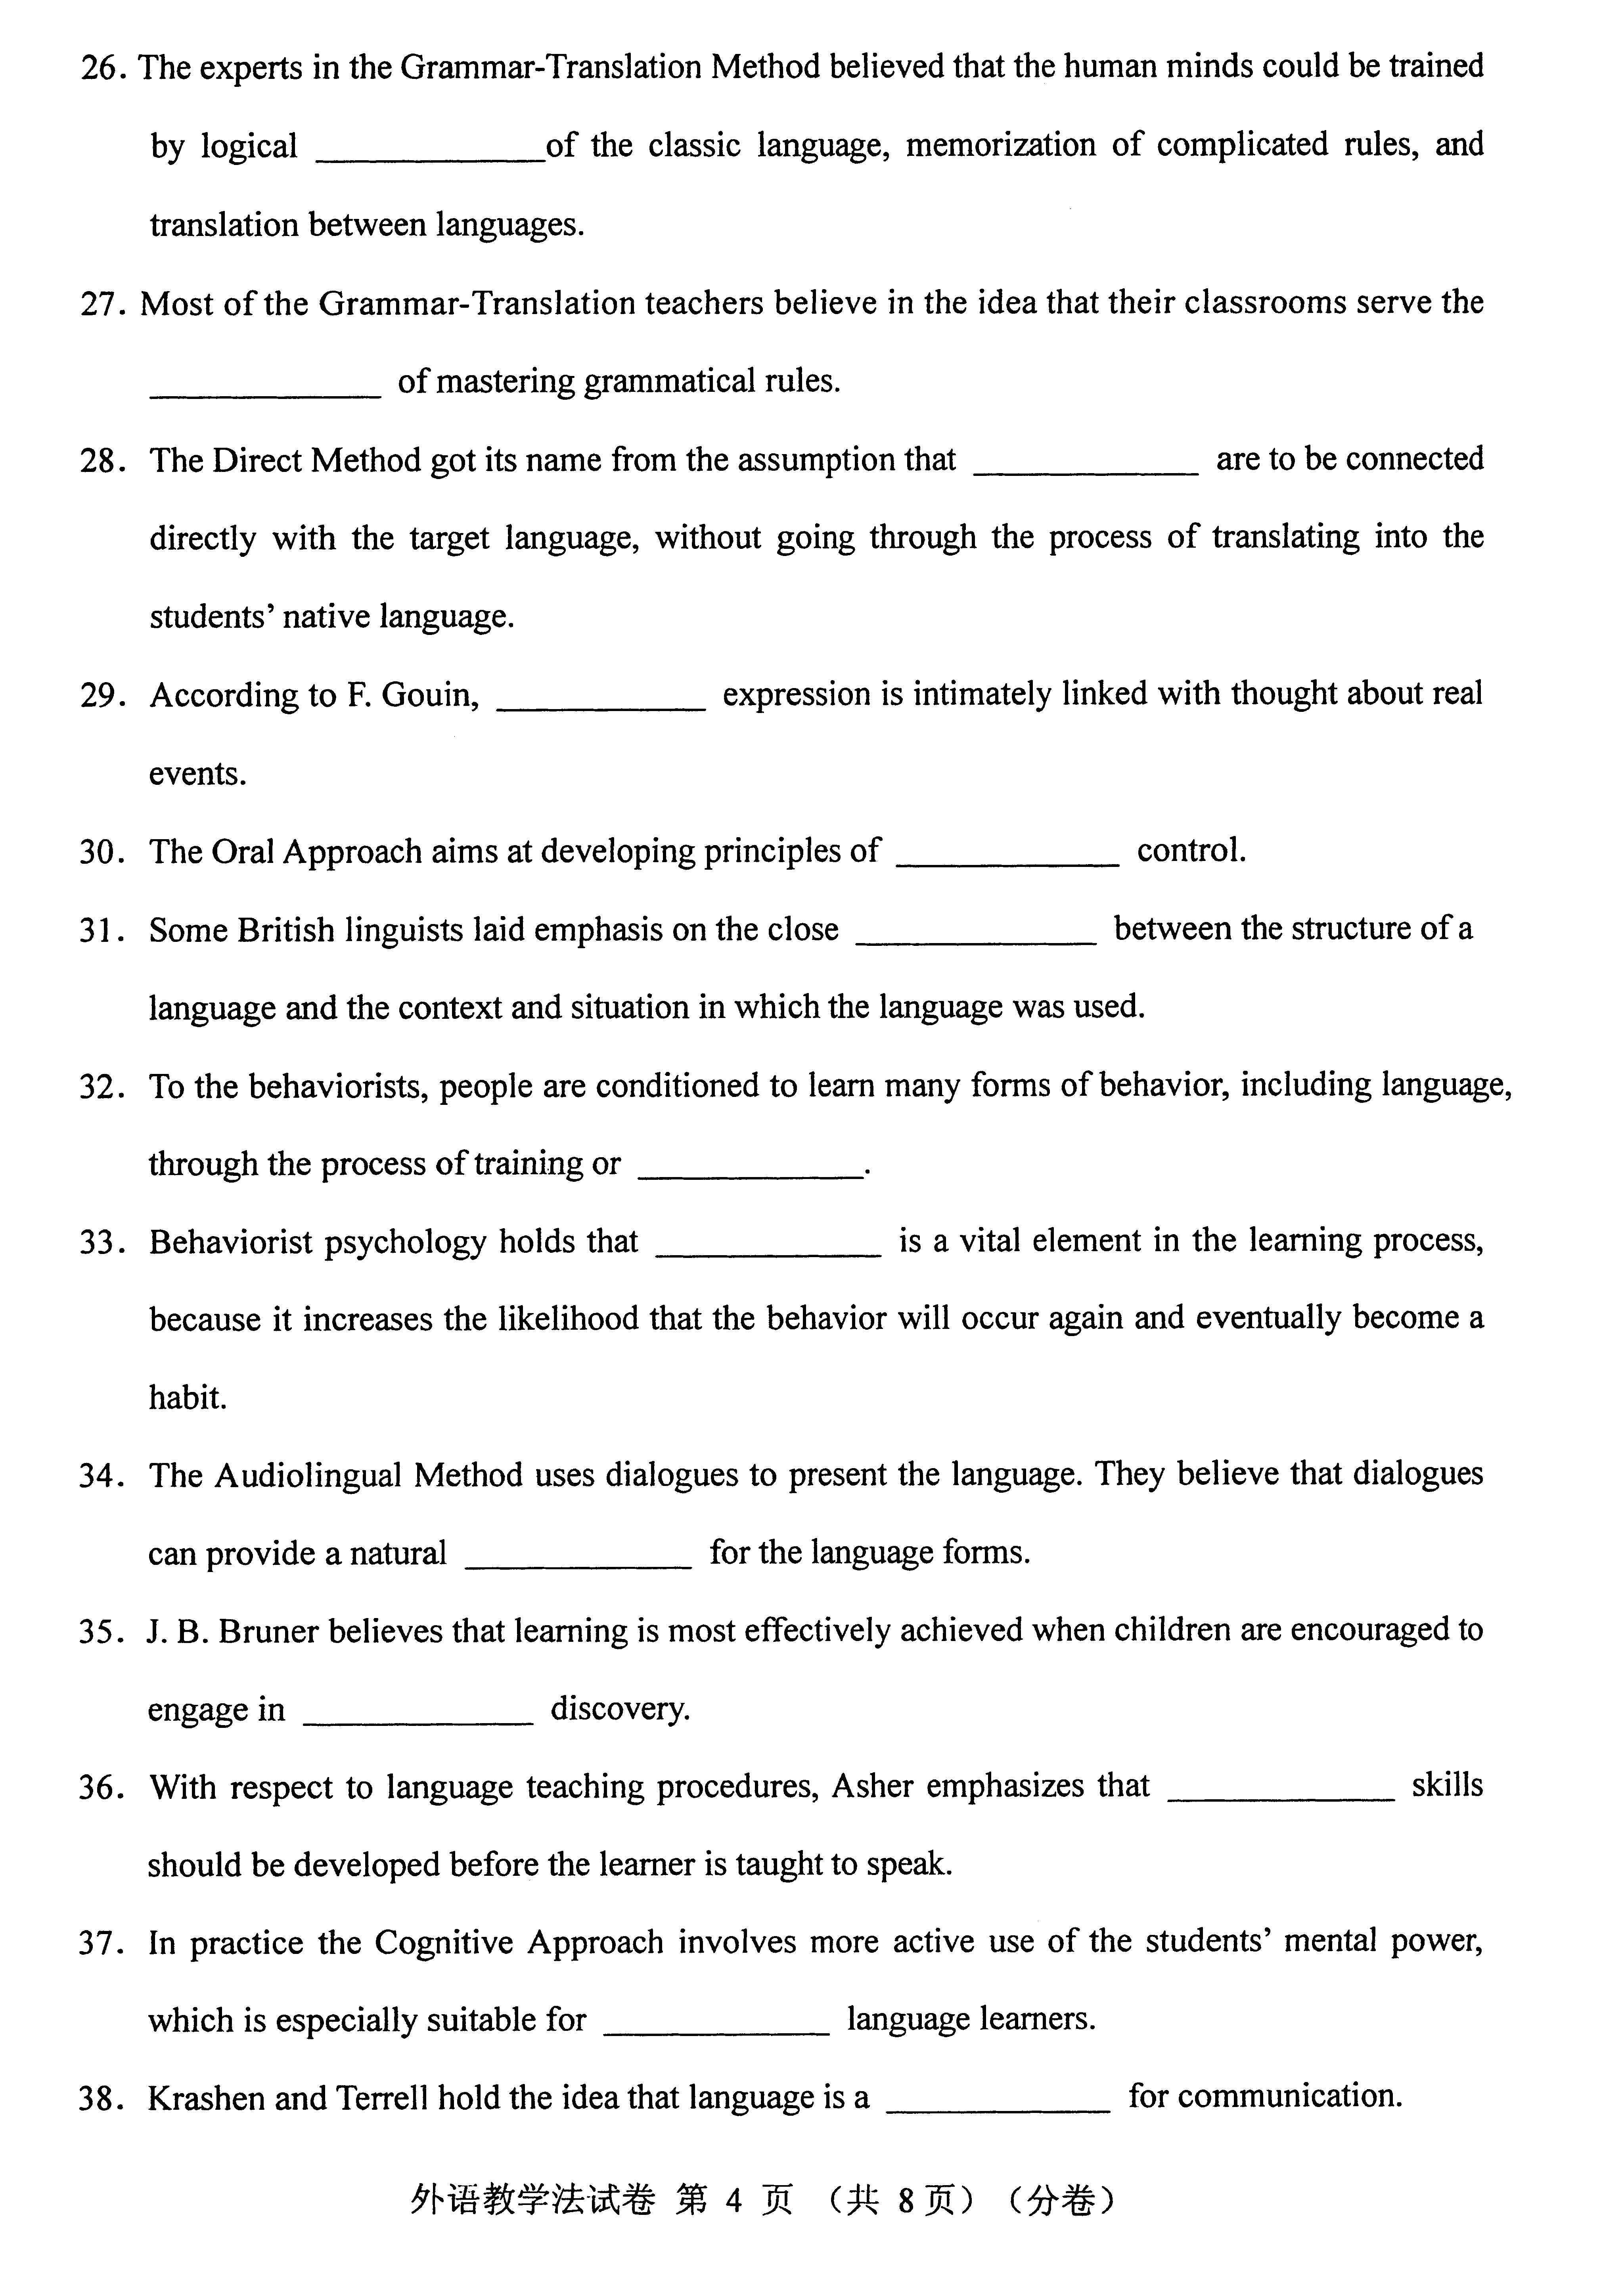 26. The experts in the Grammar-Translation Method believed that the human minds could be trained
by logical ____________of the classic language, memorization of complicated rules, and
translation between languages.
27. Most of the Grammar-Translation teachers believe in the idea that their classrooms serve the
____________ of mastering grammatical rules.
28. The Direct Method got its name from the assumption that ____________ are to be connected
directly with the target language, without going through the process of translating into the
students’ native language.
29. According to F. Gouin, ____________ expression is intimately linked with thought about real
events.
30. The Oral Approach aims at developing principles of ____________ control.
31. Some British linguists laid emphasis on the close ____________ between the structure of a
language and the context and situation in which the language was used.
32. To the behaviorists, people are conditioned to learn many forms of behavior, including language,
through the process of training or ____________.
33. Behaviorist psychology holds that ____________ is a vital element in the learning process,
because it increases the likelihood that the behavior will occur again and eventually become a
habit.
34. The Audiolingual Method uses dialogues to present the language. They believe that dialogues
can provide a natural ____________ for the language forms.
35. J. B. Bruner believes that learning is most effectively achieved when children are encouraged to
engage in ____________ discovery.
36. With respect to language teaching procedures, Asher emphasizes that ____________ skills
should be developed before the learner is taught to speak.
37. In practice the Cognitive Approach involves more active use of the students’ mental power,
which is especially suitable for ____________ language learners.
38. Krashen and Terrell hold the idea that language is a ____________ for communication.
外语教学法试卷 第 4 页 （共 8页）（分卷）